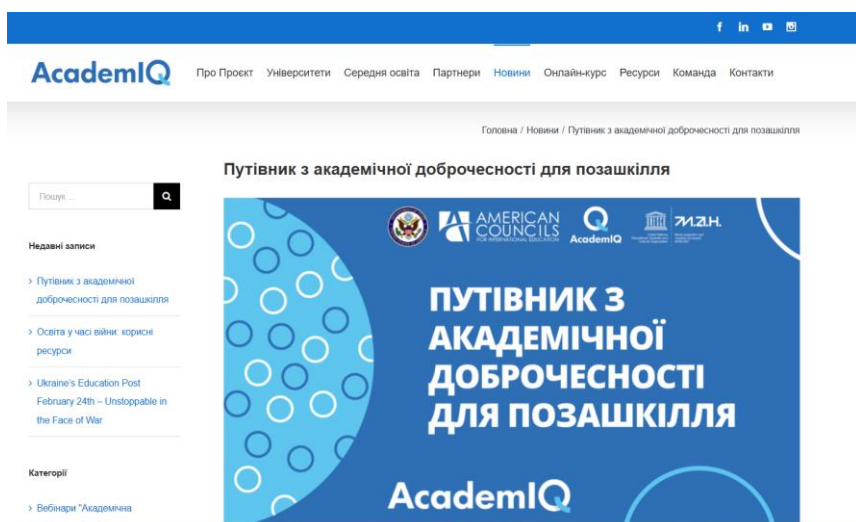 AcademIQ
Про Проєкт Університети Середня освіта Партнери Новини Онлайн-курс Ресурси Команда Контакти
Головна / Новини / Путівник з академічної доброчесності для позашкілля
Пошук ...
Недавні записи
Путівник з академічної
доброчесності для позашкілля
Освіта у часі війни: корисні
ресурси
Ukraine's Education Post
February 24th – Unstoppable in
the Face of War
Категорії
Вебінари "Академічна
Путівник з академічної доброчесності для позашкілля
AMERICAN
COUNCILS
FOR INTERNATIONAL EDUCATION
AcademIQ
ПУТІВНИК З
АКАДЕМІЧНОЇ
ДОБРОЧЕСНОСТІ
ДЛЯ ПОЗАШКІЛЛЯ
AcademIQ